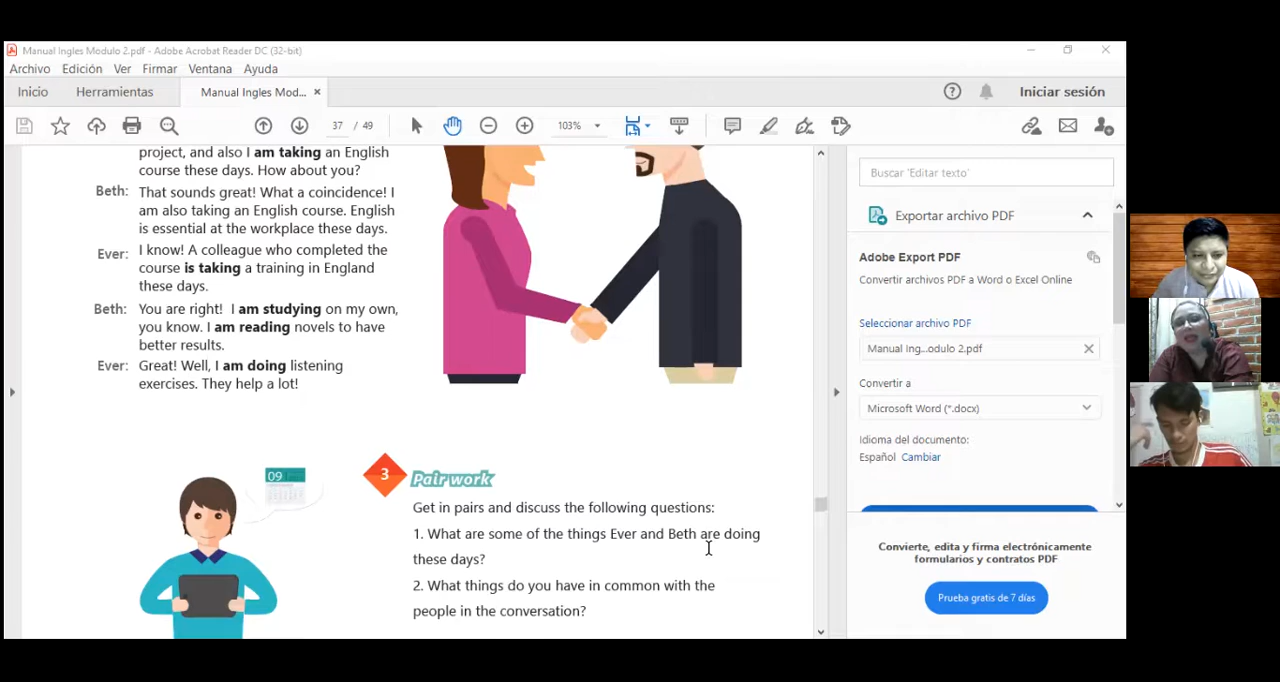 Manual Ingles Modulo 2.pdf - Adobe Acrobat Reader DC (32-bit)
Archivo Edición Ver Firmar Ventana Ayuda
Inicio Herramientas Manual Ingles Mod... × Iniciar sesión
37 / 49 103%
project, and also I am taking an English
course these days. How about you?
Beth: That sounds great! What a coincidence! I
am also taking an English course. English
is essential at the workplace these days.
Ever: I know! A colleague who completed the
course is taking a training in England
these days.
Beth: You are right! I am studying on my own,
you know. I am reading novels to have
better results.
Ever: Great! Well, I am doing listening
exercises. They help a lot!
09
3 Pair work
Get in pairs and discuss the following questions:
1. What are some of the things Ever and Beth are doing
these days?
2. What things do you have in common with the
people in the conversation?
Buscar 'Editar texto'
Exportar archivo PDF
Adobe Export PDF
Convertir archivos PDF a Word o Excel Online
Seleccionar archivo PDF
Manual Ing...odulo 2.pdf
Convertir a
Microsoft Word (*.docx)
Idioma del documento:
Español Cambiar
Convierte, edita y firma electrónicamente
formularios y contratos PDF
Prueba gratis de 7 días